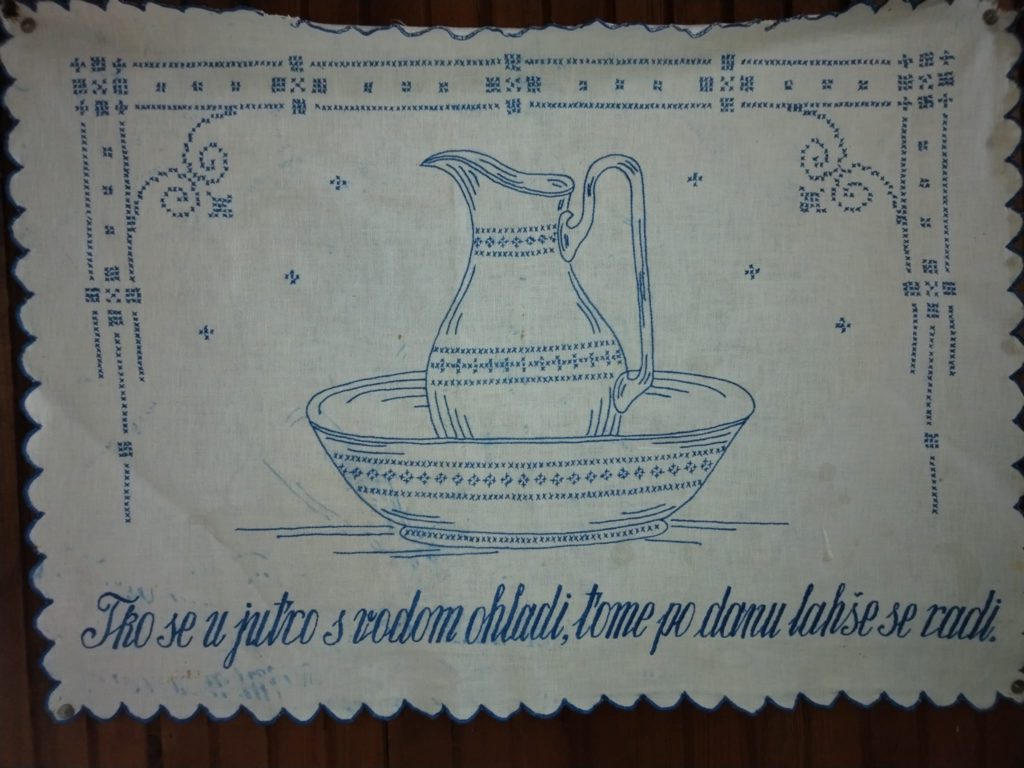 Tko se u jutro s vodom ohladi, tome po danu lahše se radi.